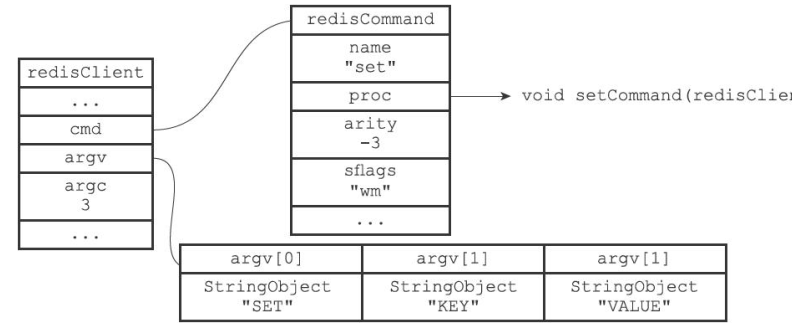 redisClient
...
cmd
argv
argc
3
...
redisCommand
name
"set"
proc
arity
-3
sflags
"wm"
...
void setCommand(redisClien
argv[0] argv[1] argv[1]
StringObject StringObject StringObject
"SET" "KEY" "VALUE"